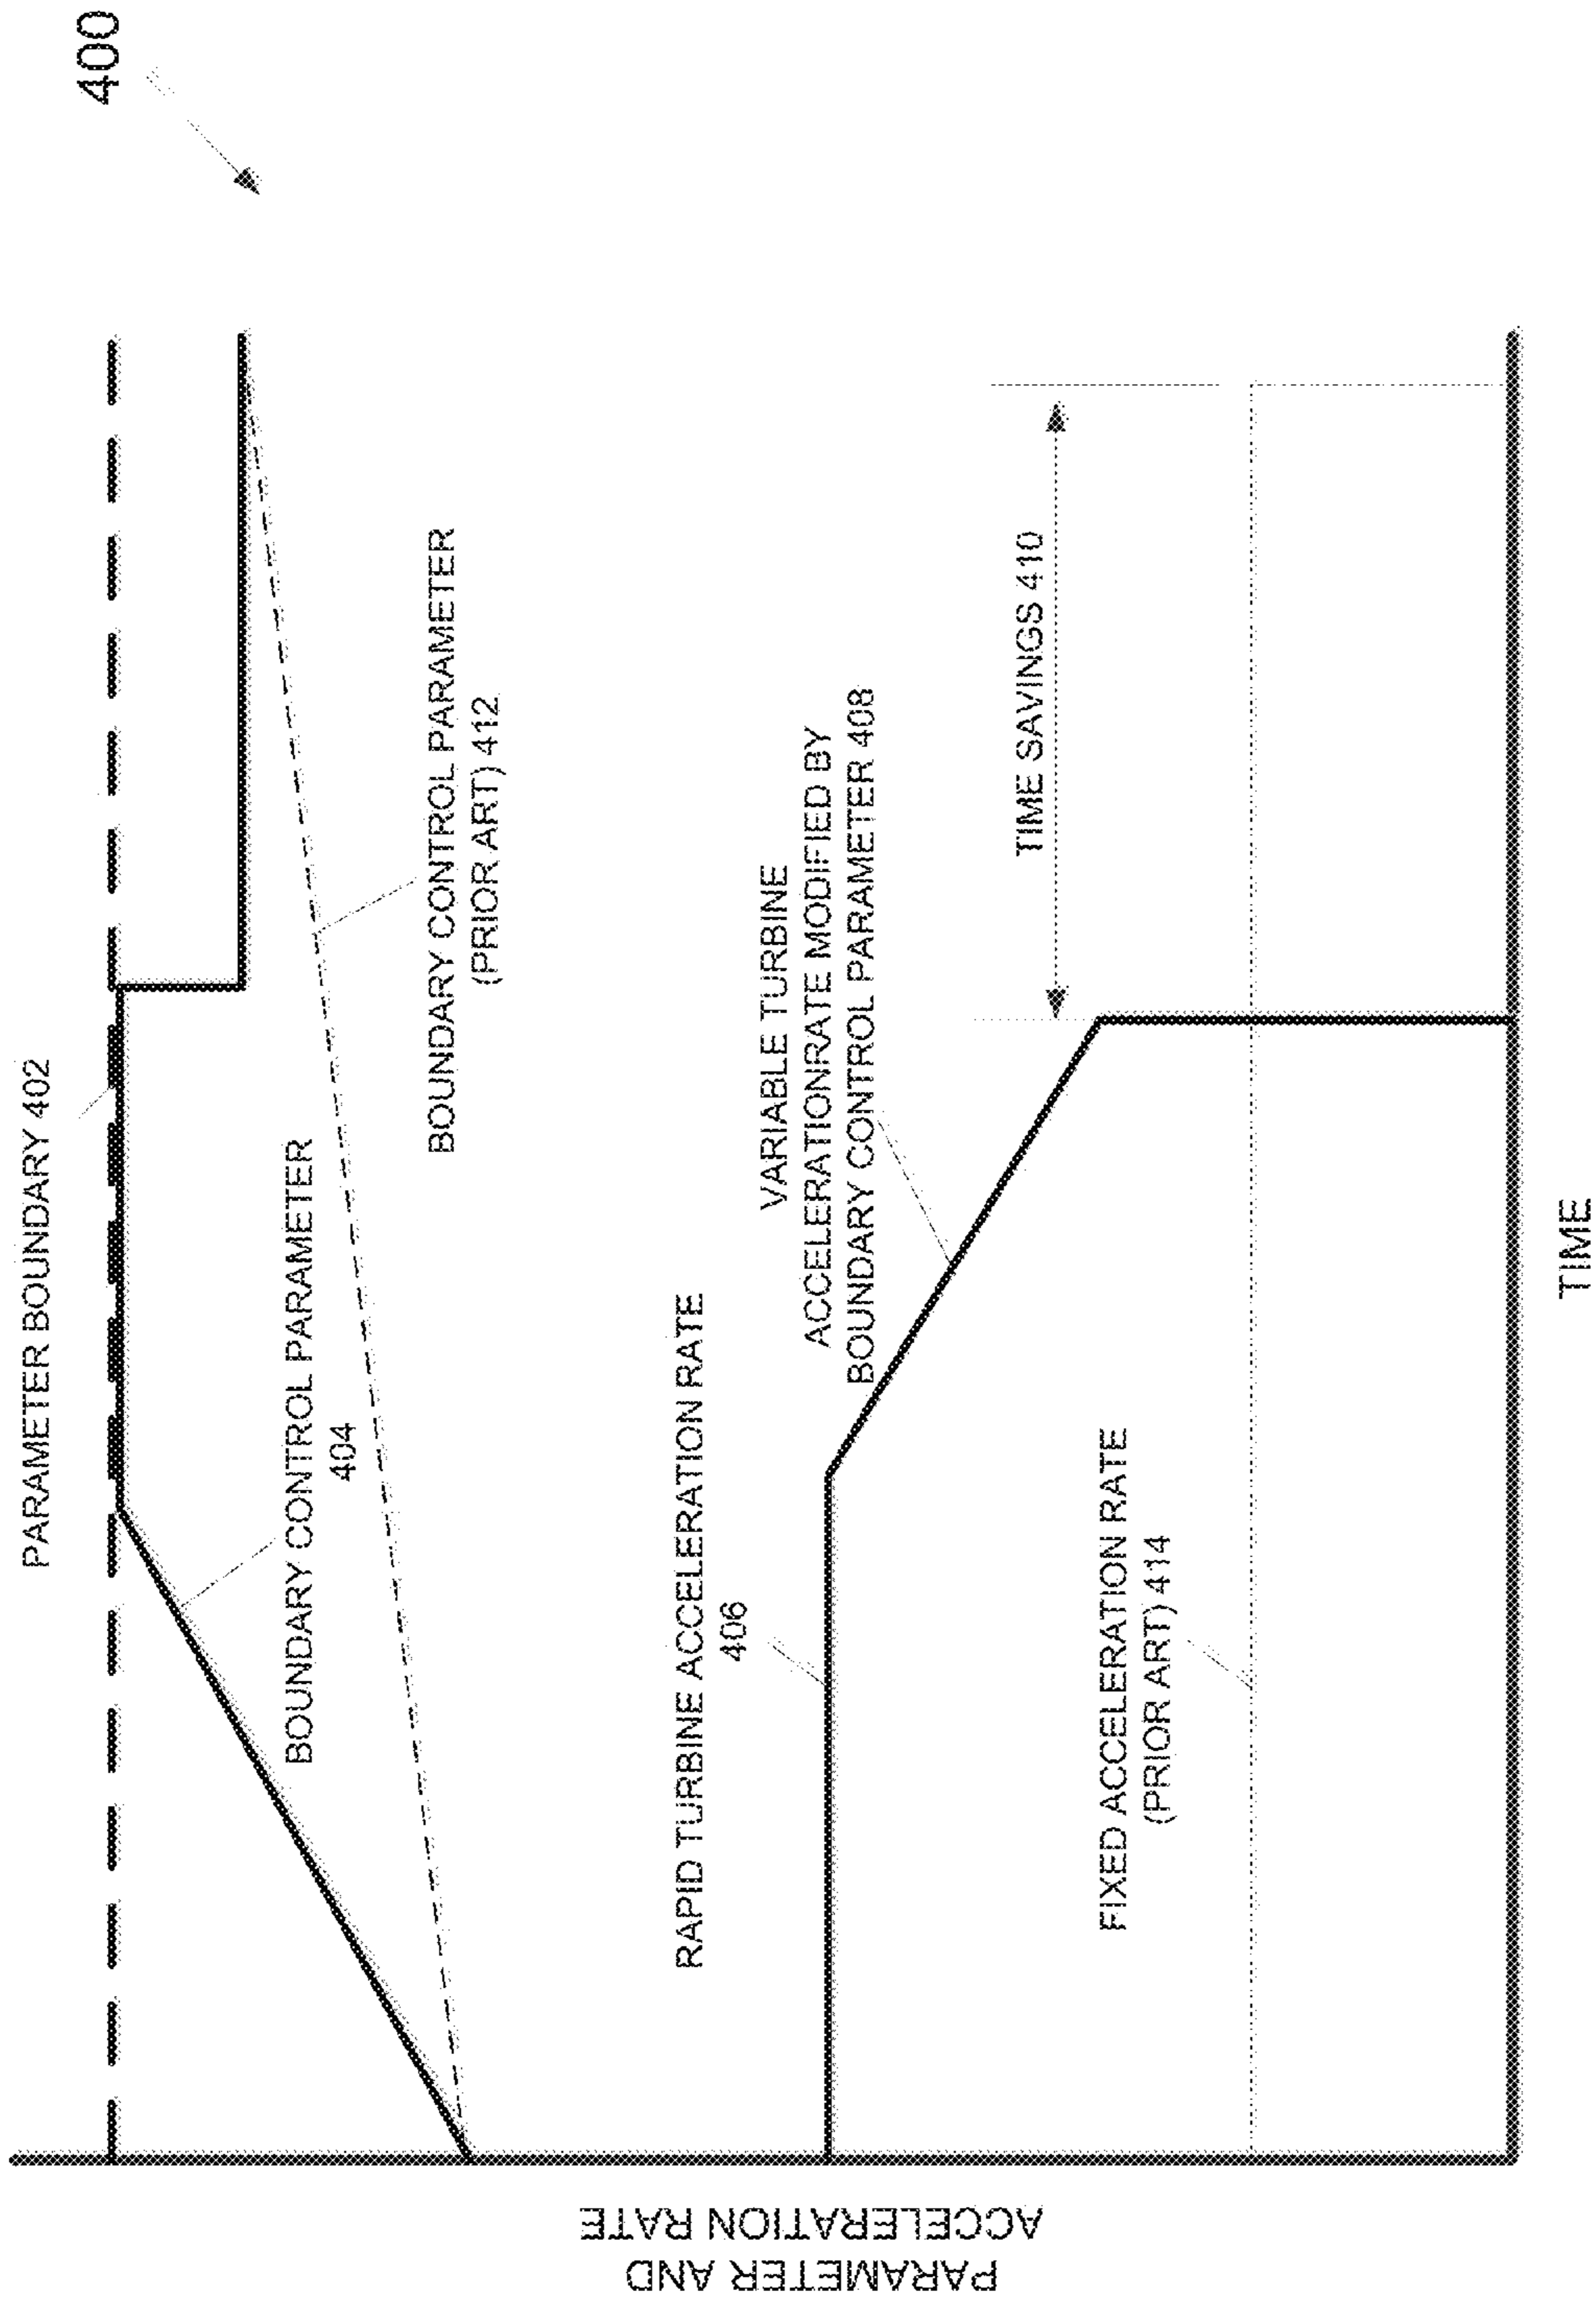 400
PARAMETER BOUNDARY 402
BOUNDARY CONTROL PARAMETER
404
BOUNDARY CONTROL PARAMETER
(PRIOR ART) 412
RAPID TURBINE ACCELERATION RATE
406
VARIABLE TURBINE
ACCELERATIONRATE MODIFIED BY
BOUNDARY CONTROL PARAMETER 408
TIME SAVINGS 410
FIXED ACCELERATION RATE
(PRIOR ART) 414
PARAMETER AND
ACCELERATION RATE
TIME